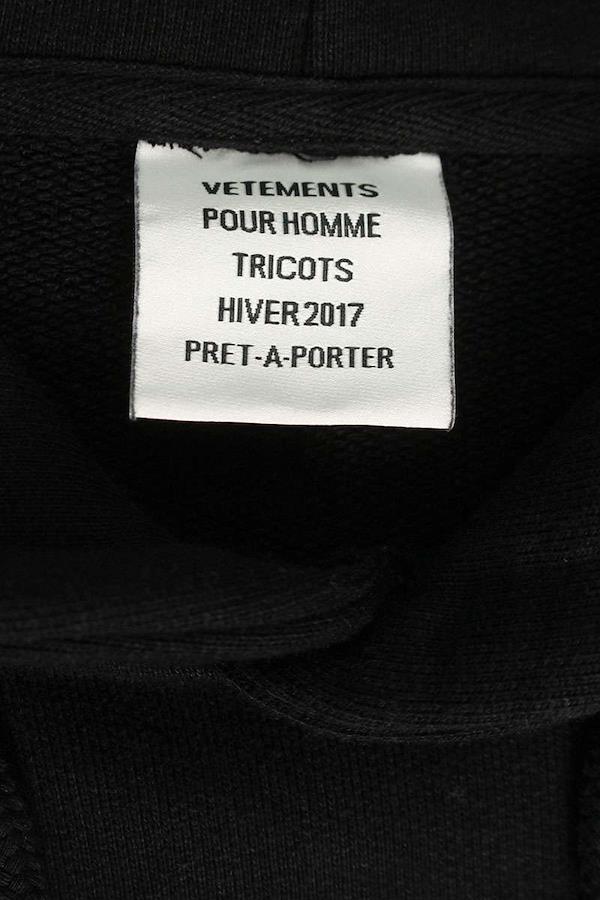 VETEMENTS
POUR HOMME
TRICOTS
HIVER 2017
PRET-A-PORTER